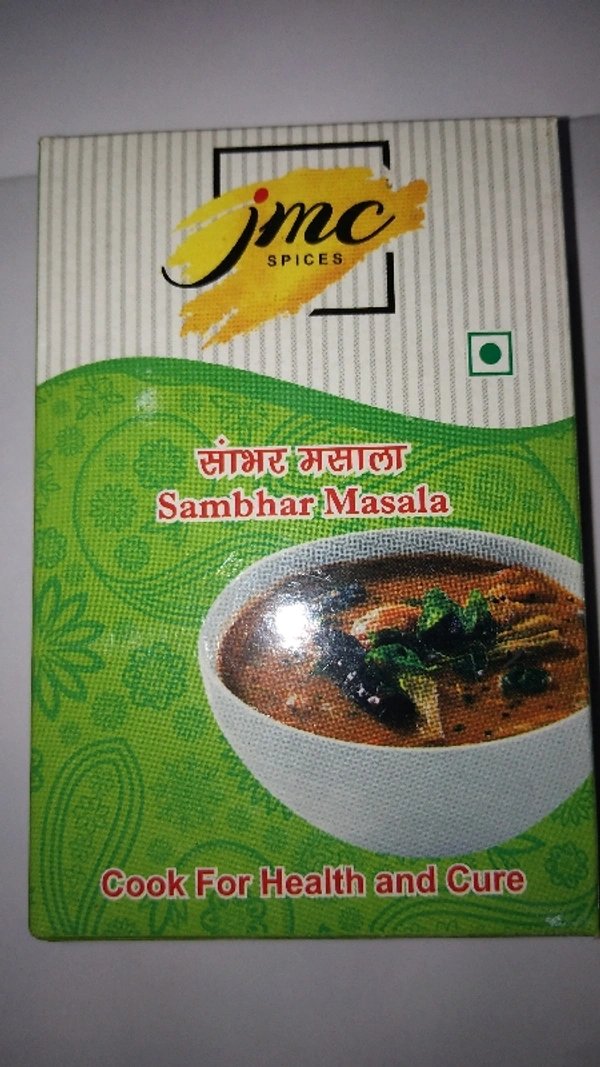 jmc
SPICES
सांभर मसाला
Sambhar Masala
Cook For Health and Cure